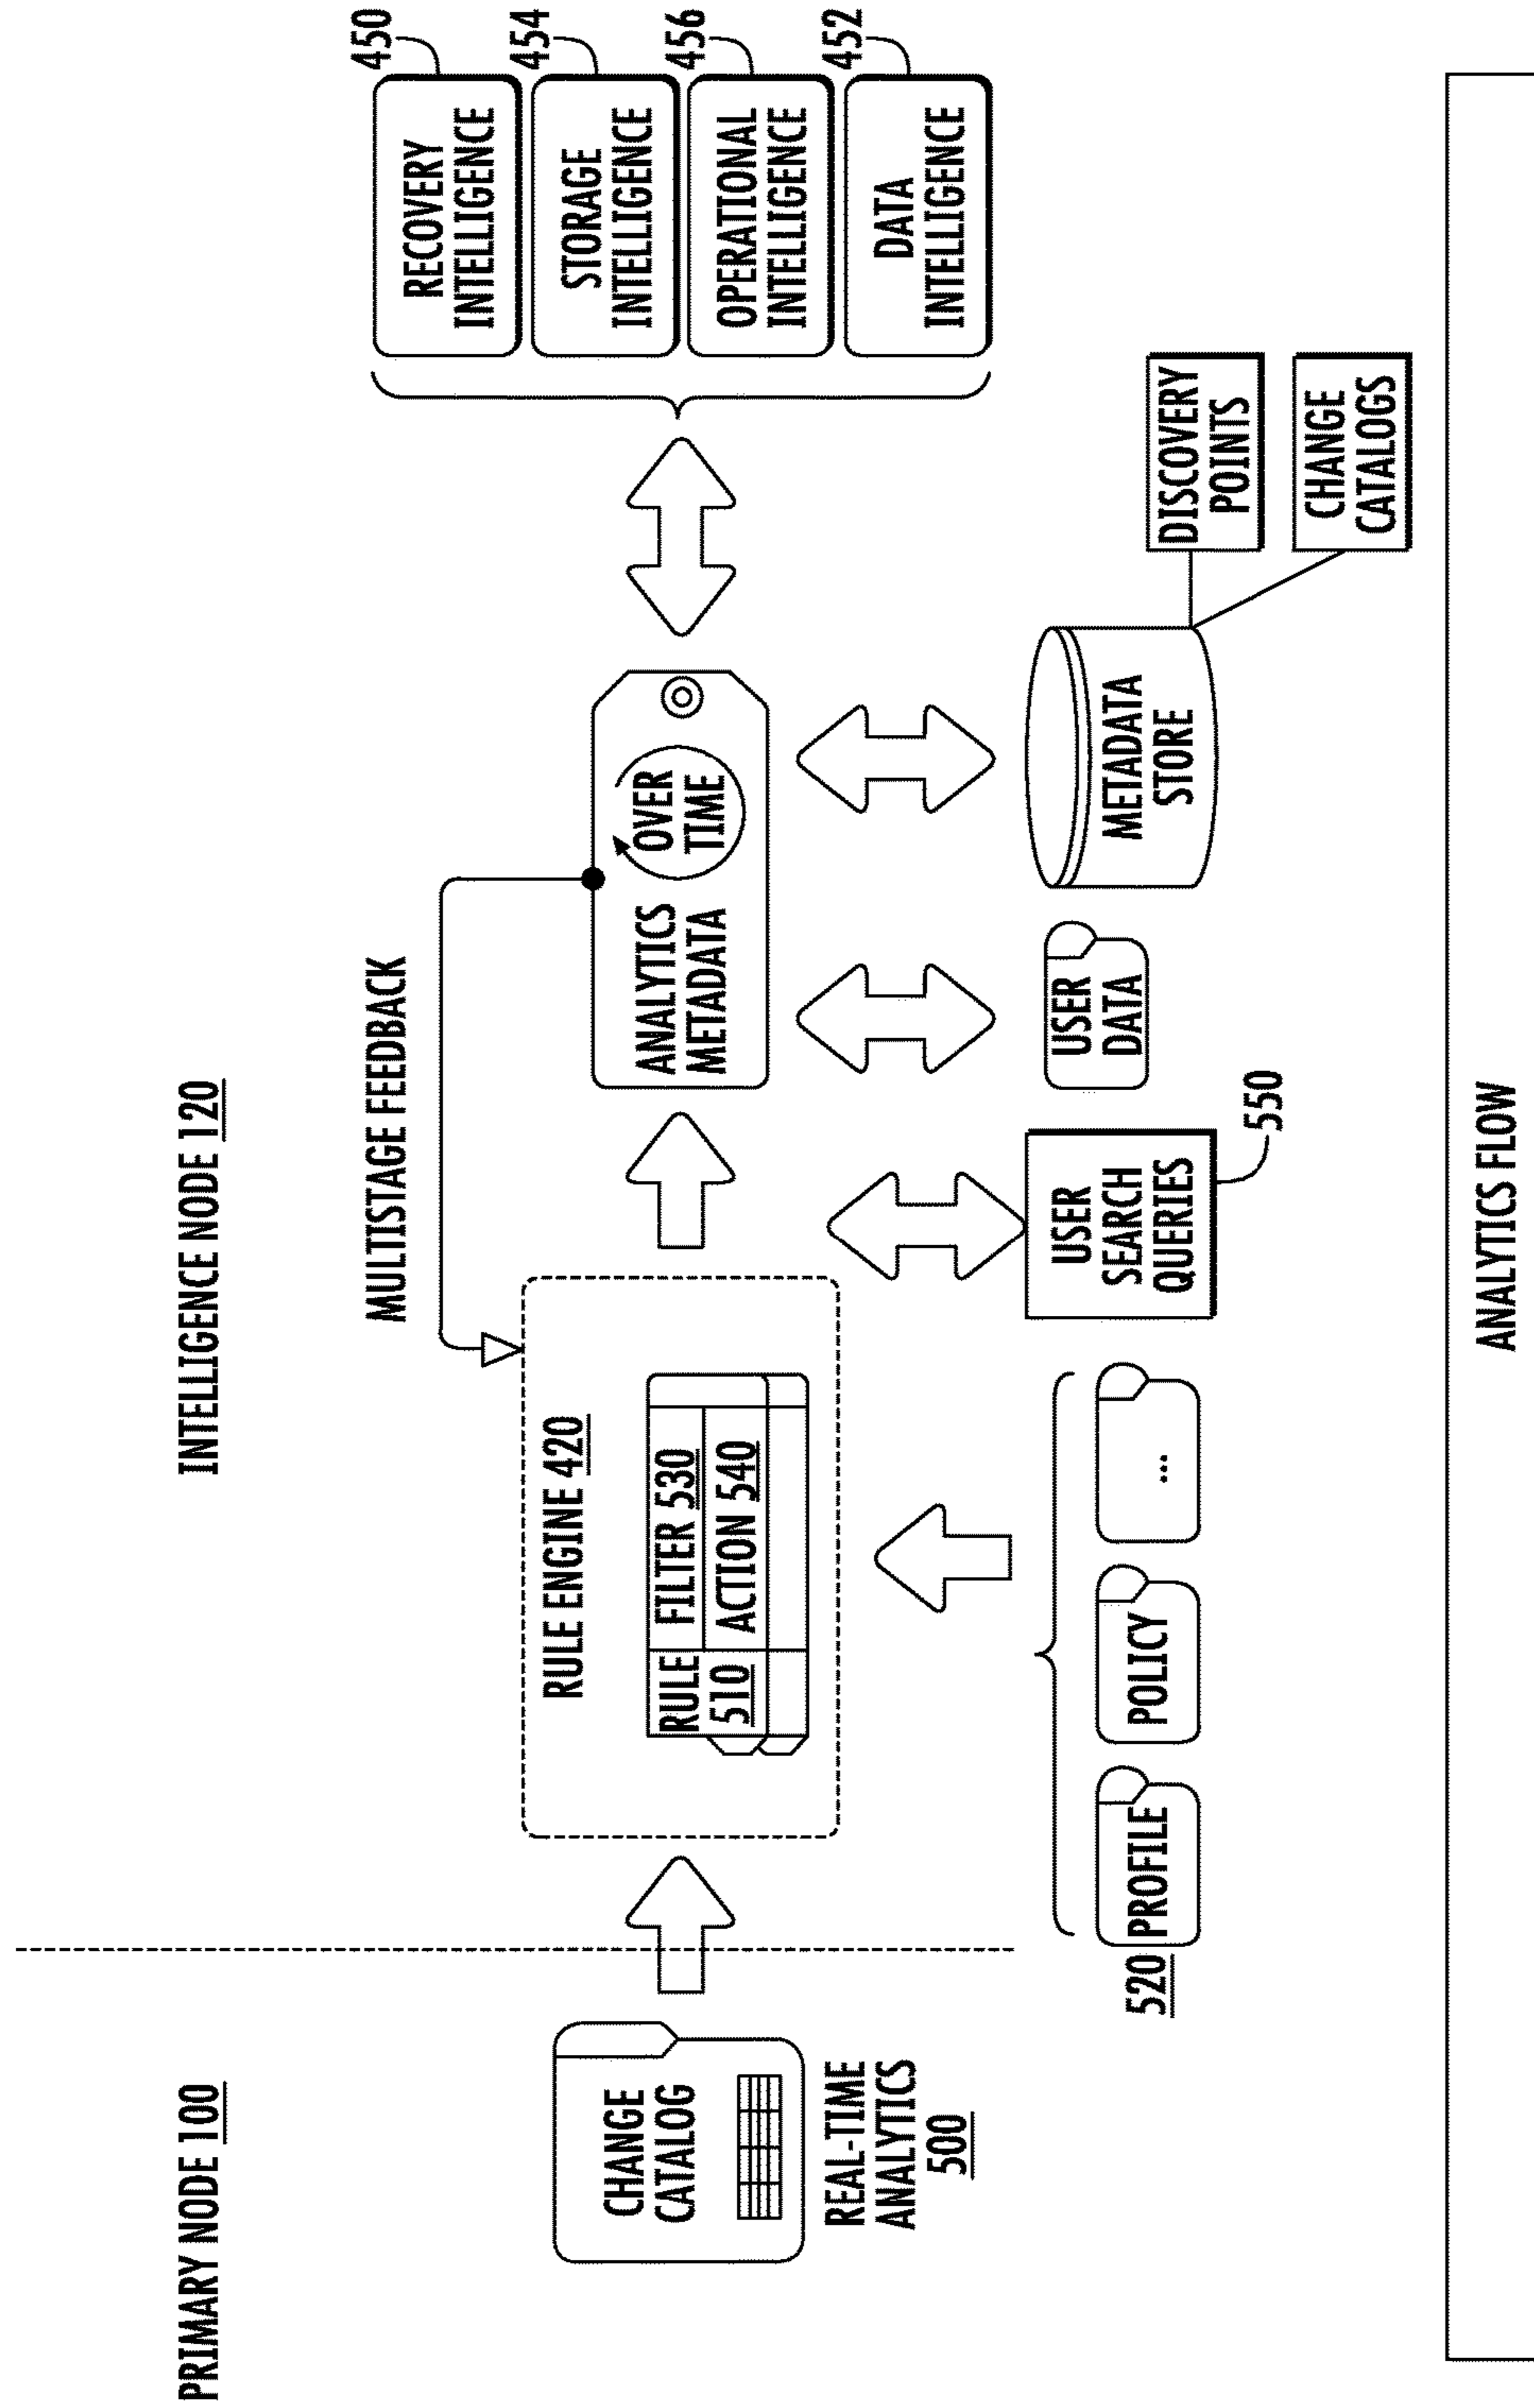 PRIMARY NODE 100
INTELLIGENCE NODE 120
MULTISTAGE FEEDBACK
CHANGE
CATALOG
REAL-TIME
ANALYTICS
500
RULE ENGINE 420
RULE
510
FILTER 530
ACTION 540
520
PROFILE
POLICY
...
USER
SEARCH
QUERIES
550
ANALYTICS
METADATA
OVER
TIME
USER
DATA
METADATA
STORE
DISCOVERY
POINTS
CHANGE
CATALOGS
RECOVERY
INTELLIGENCE
450
STORAGE
INTELLIGENCE
454
OPERATIONAL
INTELLIGENCE
456
DATA
INTELLIGENCE
452
ANALYTICS FLOW